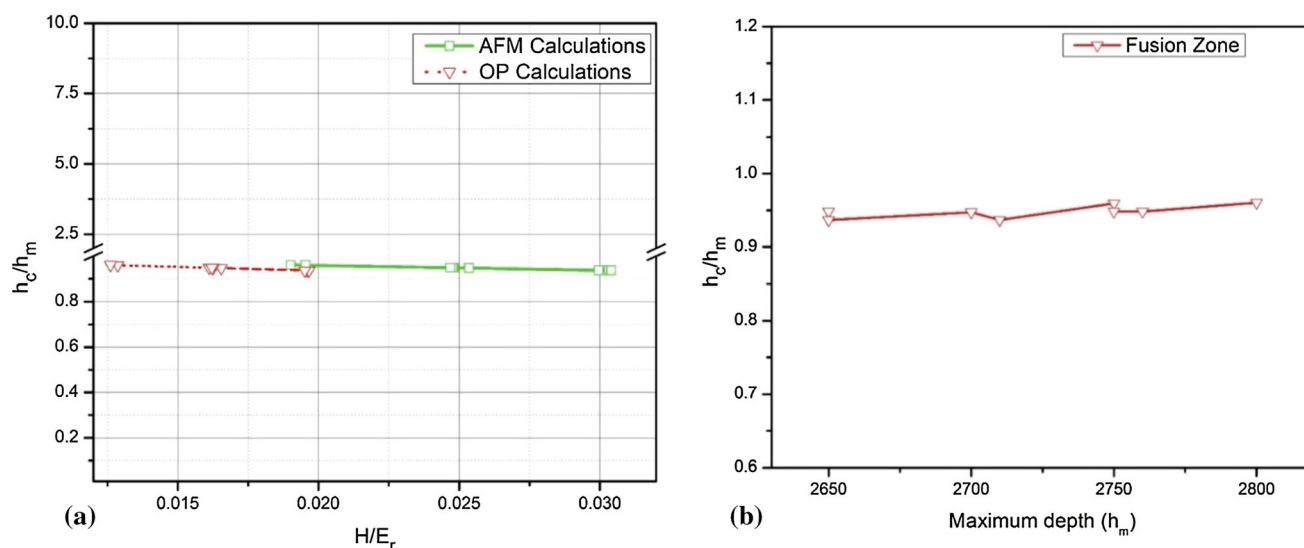 AFM Calculations
OP Calculations
10.0
7.5
5.0
2.5
0.8
0.6
0.4
0.2
h_c/h_m
0.015
0.020
0.025
0.030
H/E_r
(a)
Fusion Zone
1.2
1.1
1.0
0.9
0.8
0.7
0.6
h_c/h_m
2650
2700
2750
2800
Maximum depth (h_m)
(b)